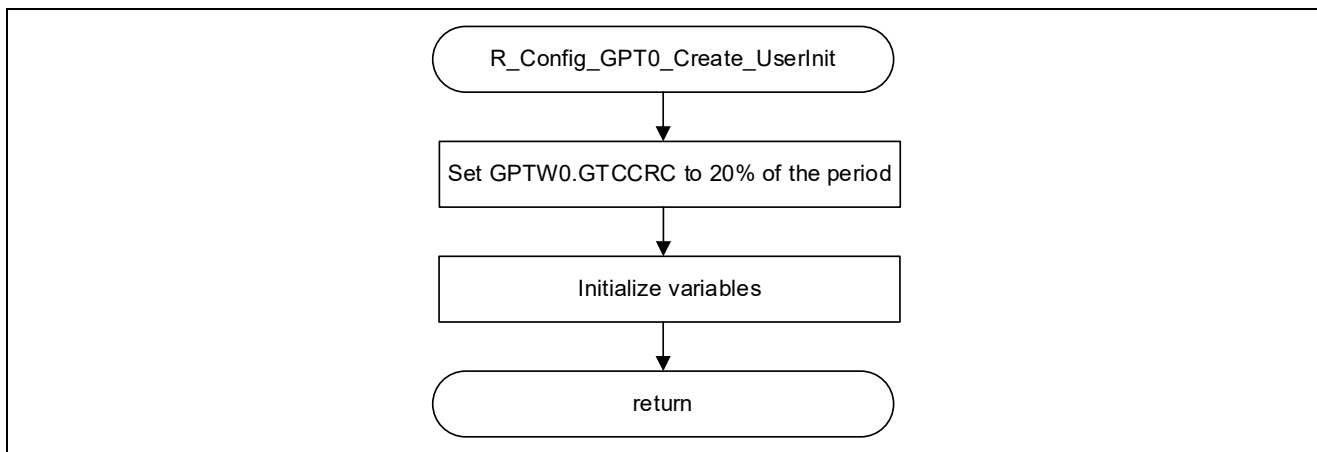 R_Config_GPT0_Create_UserInit
Set GPTW0.GTCCRC to 20% of the period
Initialize variables
return